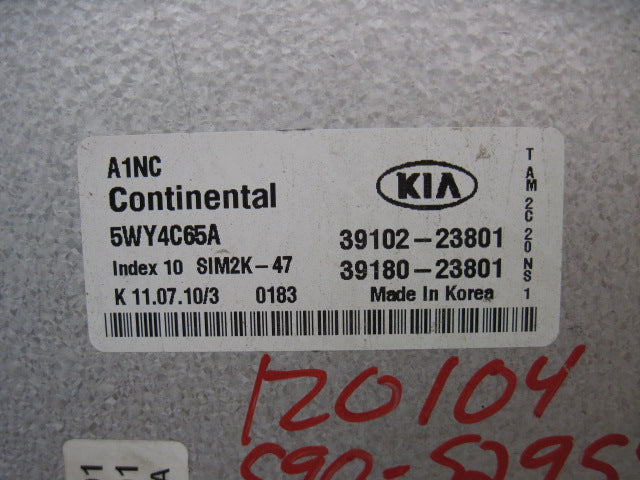 A1NC
Continental
KIA
5WY4C65A
39102-23801
Index 10 SIM2K-47
39180-23801
K 11.07.10/3 0183
Made In Korea
TAM2C20NS1
120104